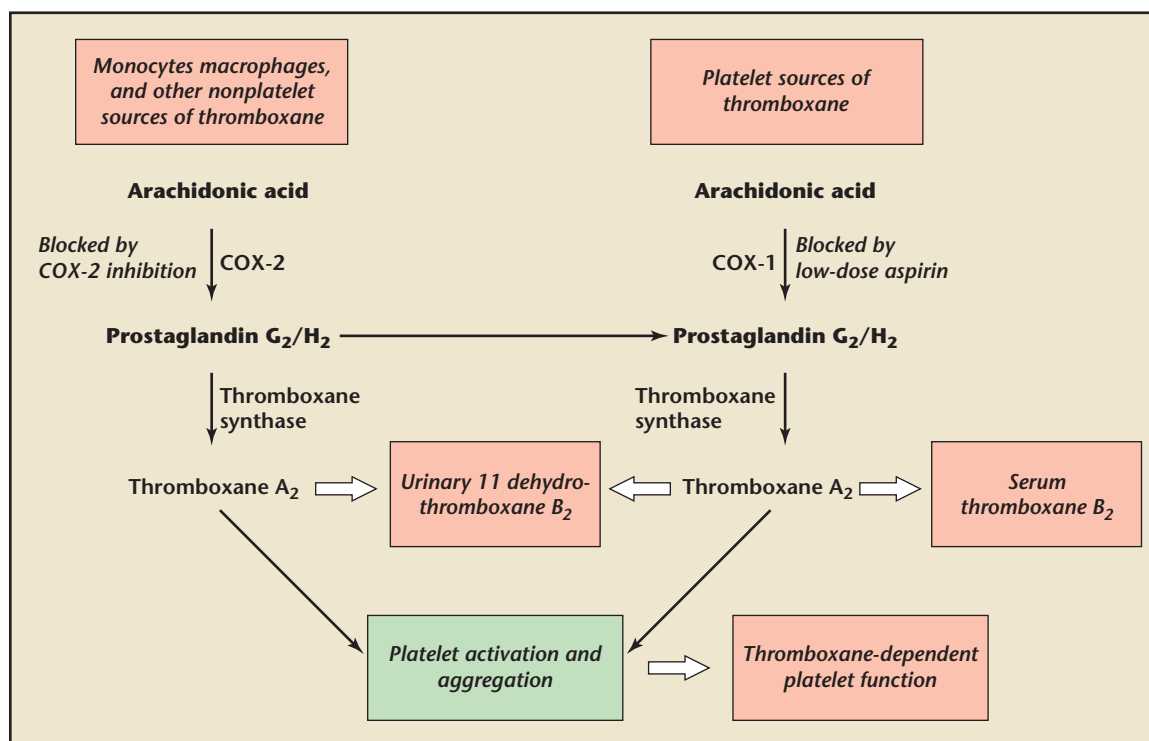 Monocytes macrophages,
and other nonplatelet
sources of thromboxane
Platelet sources of
thromboxane
Arachidonic acid
Arachidonic acid
Blocked by
COX-2 inhibition
COX-2
COX-1
Blocked by
low-dose aspirin
Prostaglandin G₂/H₂
Prostaglandin G₂/H₂
Thromboxane
synthase
Thromboxane
synthase
Thromboxane A₂
Urinary 11 dehydro-
thromboxane B₂
Thromboxane A₂
Serum
thromboxane B₂
Platelet activation and
aggregation
Thromboxane-dependent
platelet function